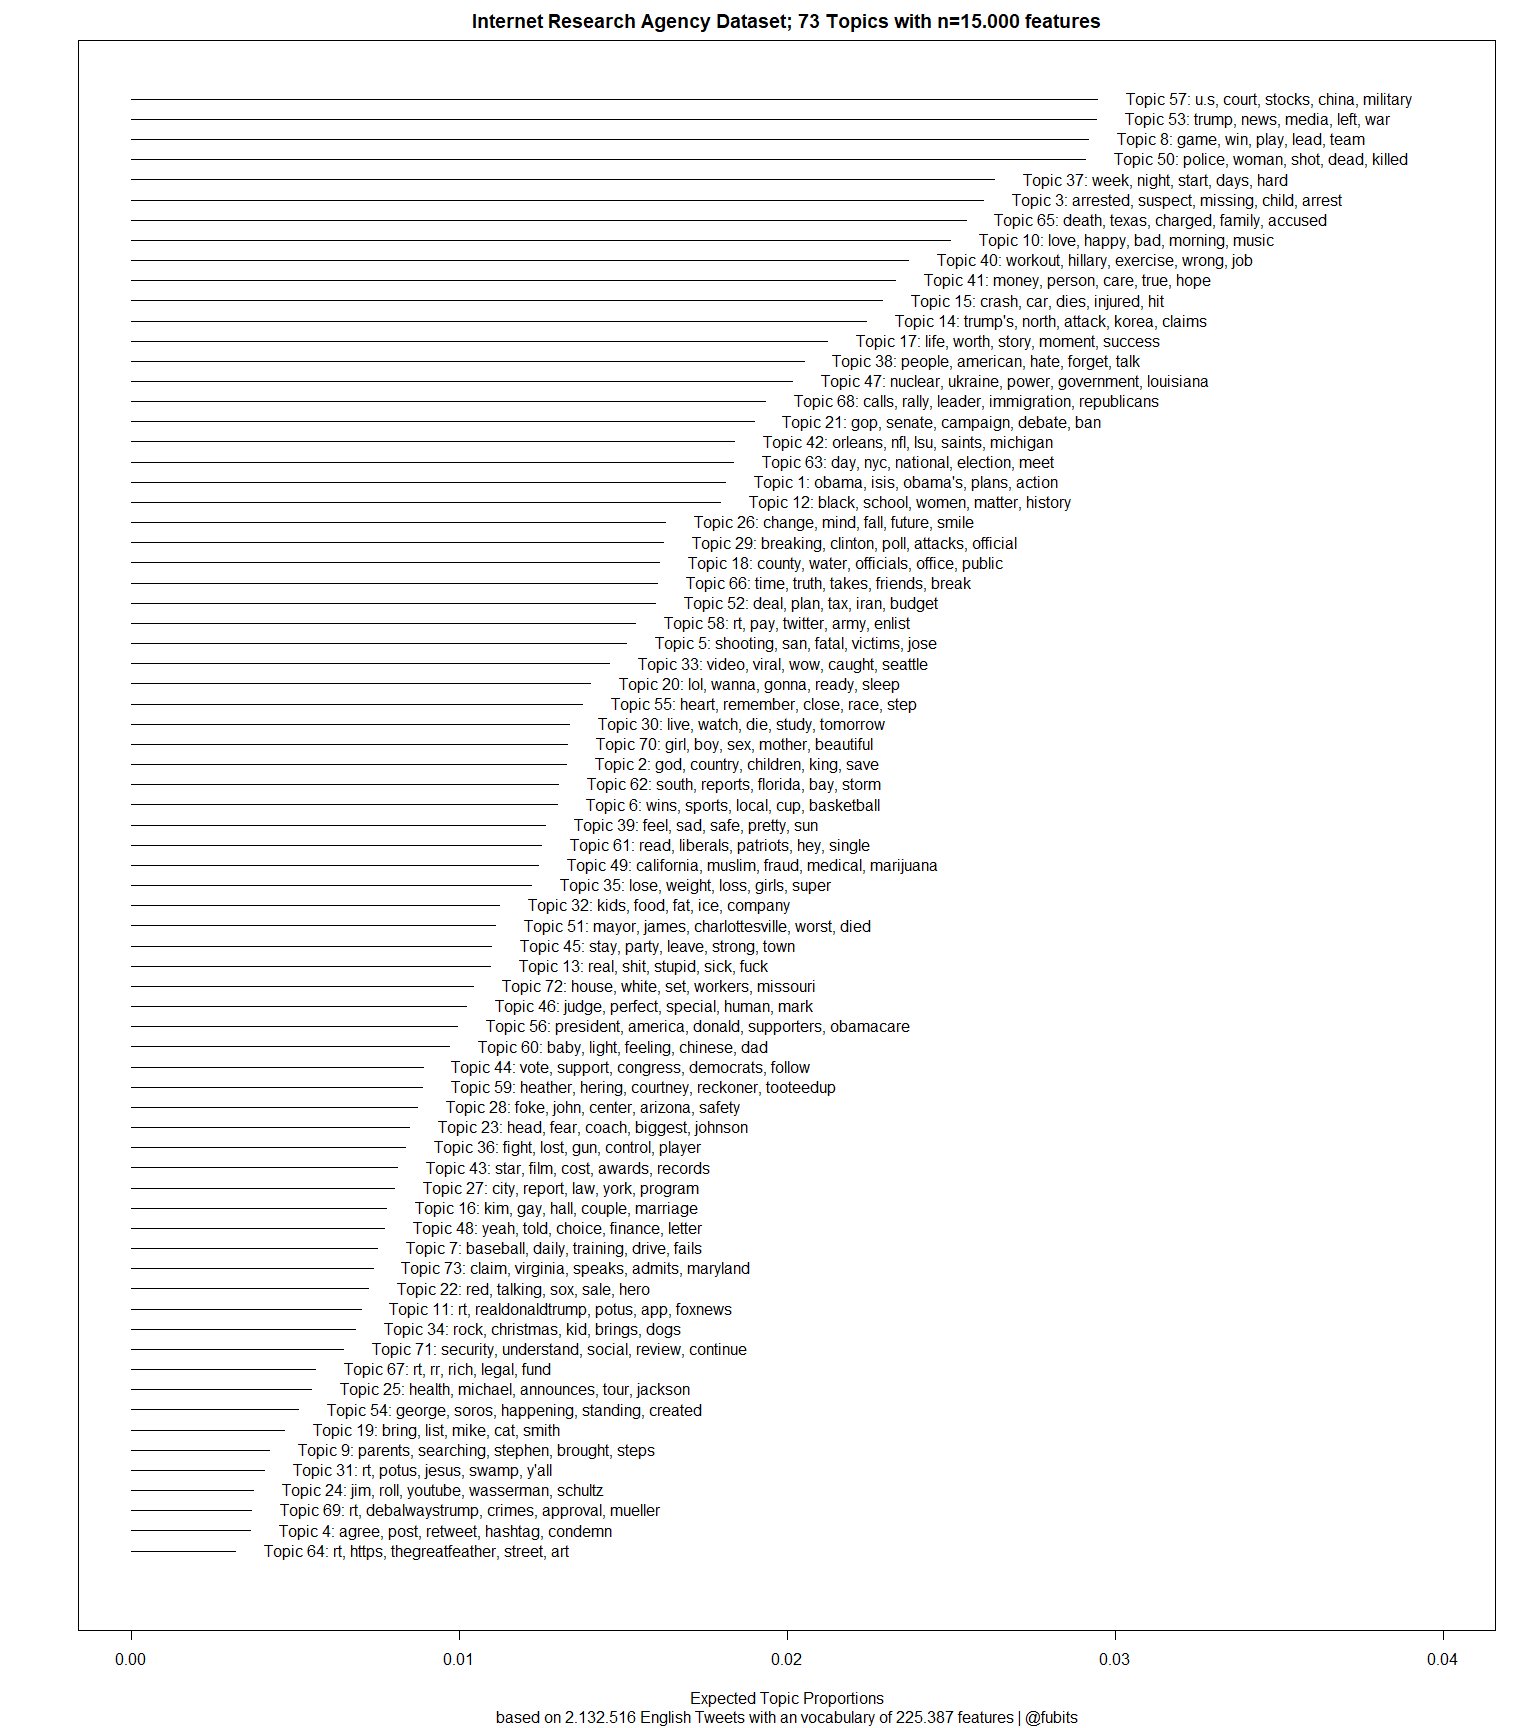 Internet Research Agency Dataset; 73 Topics with n=15.000 features
Topic 57: u.s, court, stocks, china, military
Topic 53: trump, news, media, left, war
Topic 8: game, win, play, lead, team
Topic 50: police, woman, shot, dead, killed
Topic 37: week, night, start, days, hard
Topic 3: arrested, suspect, missing, child, arrest
Topic 65: death, texas, charged, family, accused
Topic 10: love, happy, bad, morning, music
Topic 40: workout, hillary, exercise, wrong, job
Topic 41: money, person, care, true, hope
Topic 15: crash, car, dies, injured, hit
Topic 14: trump's, north, attack, korea, claims
Topic 17: life, worth, story, moment, success
Topic 38: people, american, hate, forget, talk
Topic 47: nuclear, ukraine, power, government, louisiana
Topic 68: calls, rally, leader, immigration, republicans
Topic 21: gop, senate, campaign, debate, ban
Topic 42: orleans, nfl, lsu, saints, michigan
Topic 63: day, nyc, national, election, meet
Topic 1: obama, isis, obama's, plans, action
Topic 12: black, school, women, matter, history
Topic 26: change, mind, fall, future, smile
Topic 29: breaking, clinton, poll, attacks, official
Topic 18: county, water, officials, office, public
Topic 66: time, truth, takes, friends, break
Topic 52: deal, plan, tax, iran, budget
Topic 58: rt, pay, twitter, army, enlist
Topic 5: shooting, san, fatal, victims, jose
Topic 33: video, viral, wow, caught, seattle
Topic 20: lol, wanna, gonna, ready, sleep
Topic 55: heart, remember, close, race, step
Topic 30: live, watch, die, study, tomorrow
Topic 70: girl, boy, sex, mother, beautiful
Topic 2: god, country, children, king, save
Topic 62: south, reports, florida, bay, storm
Topic 6: wins, sports, local, cup, basketball
Topic 39: feel, sad, safe, pretty, sun
Topic 61: read, liberals, patriots, hey, single
Topic 49: california, muslim, fraud, medical, marijuana
Topic 35: lose, weight, loss, girls, super
Topic 32: kids, food, fat, ice, company
Topic 51: mayor, james, charlottesville, worst, died
Topic 45: stay, party, leave, strong, town
Topic 13: real, shit, stupid, sick, fuck
Topic 72: house, white, set, workers, missouri
Topic 46: judge, perfect, special, human, mark
Topic 56: president, america, donald, supporters, obamacare
Topic 60: baby, light, feeling, chinese, dad
Topic 44: vote, support, congress, democrats, follow
Topic 59: heather, hering, courtney, reckoner, tooteedup
Topic 28: foke, john, center, arizona, safety
Topic 23: head, fear, coach, biggest, johnson
Topic 36: fight, lost, gun, control, player
Topic 43: star, film, cost, awards, records
Topic 27: city, report, law, york, program
Topic 16: kim, gay, hall, couple, marriage
Topic 48: yeah, told, choice, finance, letter
Topic 7: baseball, daily, training, drive, fails
Topic 73: claim, virginia, speaks, admits, maryland
Topic 22: red, talking, sox, sale, hero
Topic 11: rt, realdonaldtrump, potus, app, foxnews
Topic 34: rock, christmas, kid, brings, dogs
Topic 71: security, understand, social, review, continue
Topic 67: rt, rr, rich, legal, fund
Topic 25: health, michael, announces, tour, jackson
Topic 54: george, soros, happening, standing, created
Topic 19: bring, list, mike, cat, smith
Topic 9: parents, searching, stephen, brought, steps
Topic 31: rt, potus, jesus, swamp, y'all
Topic 24: jim, roll, youtube, wasserman, schultz
Topic 69: rt, debalwaystrump, crimes, approval, mueller
Topic 4: agree, post, retweet, hashtag, condemn
Topic 64: rt, https, thegreatfeather, street, art
0.00 0.01 0.02 0.03 0.04
Expected Topic Proportions
based on 2.132.516 English Tweets with an vocabulary of 225.387 features | @fubits